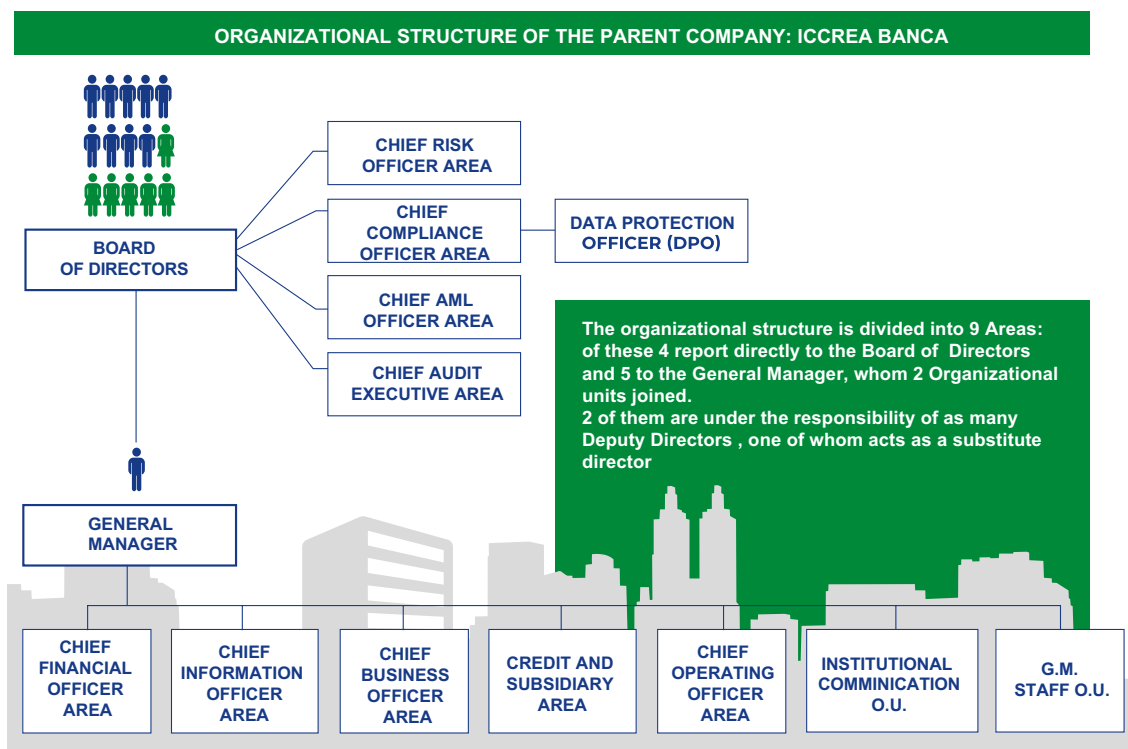 ORGANIZATIONAL STRUCTURE OF THE PARENT COMPANY: ICCREA BANCA
CHIEF RISK
OFFICER AREA
CHIEF
COMPLIANCE
OFFICER AREA
DATA PROTECTION
OFFICER (DPO)
BOARD
OF DIRECTORS
CHIEF AML
OFFICER AREA
CHIEF AUDIT
EXECUTIVE AREA
The organizational structure is divided into 9 Areas:
of these 4 report directly to the Board of Directors
and 5 to the General Manager, whom 2 Organizational
units joined.
2 of them are under the responsibility of as many
Deputy Directors , one of whom acts as a substitute
director
GENERAL
MANAGER
CHIEF
FINANCIAL
OFFICER
AREA
CHIEF
INFORMATION
OFFICER
AREA
CHIEF
BUSINESS
OFFICER
AREA
CREDIT AND
SUBSIDIARY
AREA
CHIEF
OPERATING
OFFICER
AREA
INSTITUTIONAL
COMMINICATION
O.U.
G.M.
STAFF O.U.